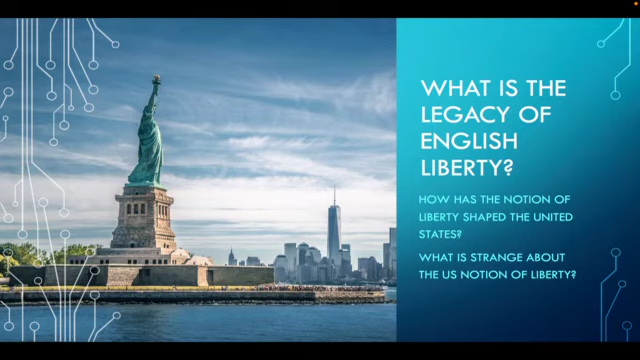 WHAT IS THE
LEGACY OF
ENGLISH
LIBERTY?
HOW HAS THE NOTION OF
LIBERTY SHAPED THE UNITED
STATES?
WHAT IS STRANGE ABOUT
THE US NOTION OF LIBERTY?